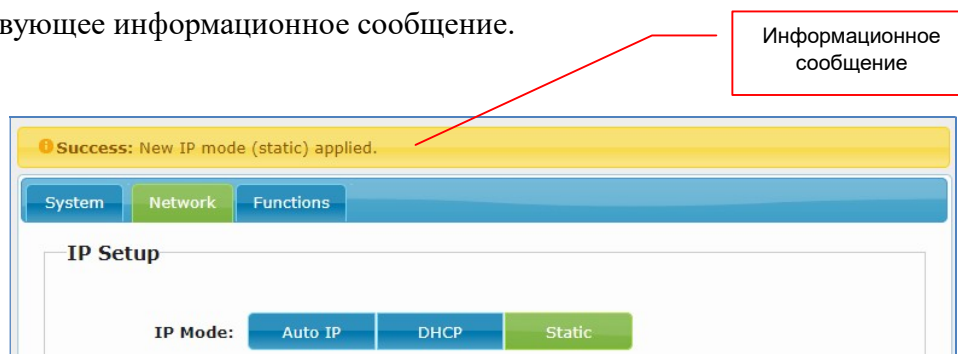 вующее информационное сообщение.
Информационное
сообщение
Success: New IP mode (static) applied.
System Network Functions
IP Setup
IP Mode: Auto IP DHCP Static